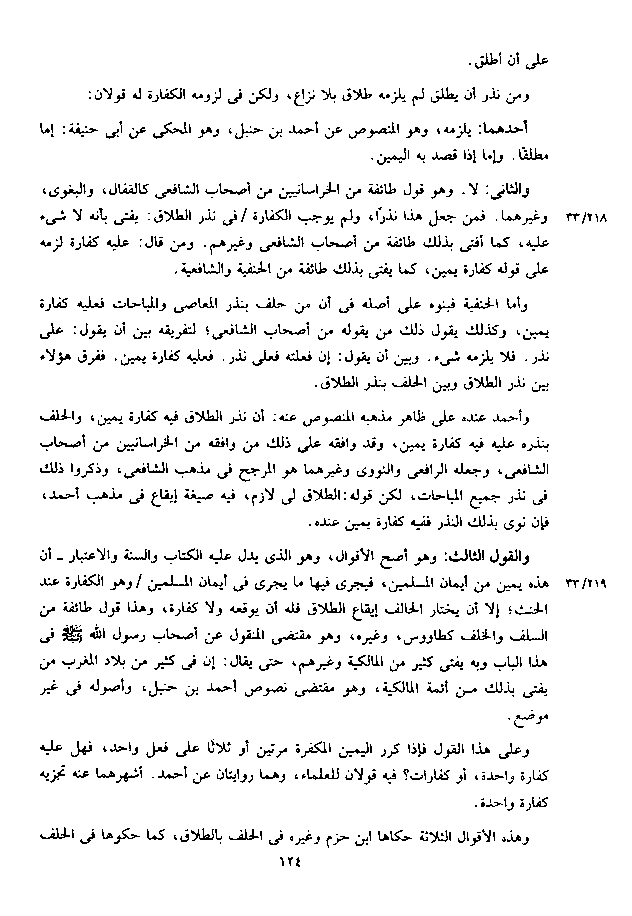 على أن أطلق.
ومن نذر أن يطلق لم يلزمه طلاق بلا نزاع، ولكن فى لزومه الكفارة له قولان:
أحدهما: يلزمه، وهو المنصوص عن أحمد بن حنبل، وهو المحكى عن أبى حنيفة: إما
مطلقًا. وإما إذا قصد به اليمين.
والثانى: لا. وهو قول طائفة من الخراسانيين من أصحاب الشافعى كالقفال، والبغوى،
وغيرهما. فمن جعل هذا نذرًا، ولم يوجب الكفارة / فى نذر الطلاق: يفتى بأنه لا شىء ٣٣/٢١٨
عليه، كما أفتى بذلك طائفة من أصحاب الشافعى وغيرهم. ومن قال: عليه كفارة لزمه
على قوله كفارة يمين، كما يفتى بذلك طائفة من الحنفية والشافعية.
وأما الحنفية فبنوه على أصله فى أن من حلف بنذر المعاصى والمباحات فعليه كفارة
يمين، وكذلك يقول ذلك من يقوله من أصحاب الشافعى؛ لتفريقه بين أن يقول: على
نذر. فلا يلزمه شىء. وبين أن يقول: إن فعلته فعلى نذر. فعليه كفارة يمين. ففرق هؤلاء
بين نذر الطلاق وبين الحلف بنذر الطلاق.
وأحمد عنده على ظاهر مذهبه المنصوص عنه: أن نذر الطلاق فيه كفارة يمين، والحلف
بنذره عليه فيه كفارة يمين، وقد وافقه على ذلك من وافقه من الخراسانيين من أصحاب
الشافعى، وجعله الرافعى والنووى وغيرهما هو المرجح فى مذهب الشافعى، وذكروا ذلك
فى نذر جميع المباحات، لكن قوله:الطلاق لى لازم، فيه صيغة إيقاع فى مذهب أحمد،
فإن نوى بذلك النذر ففيه كفارة يمين عنده.
والقول الثالث: وهو أصح الأقوال، وهو الذى يدل عليه الكتاب والسنة والاعتبار ـ أن
هذه يمين من أيمان المسلمين، فيجرى فيها ما يجرى فى أيمان المسلمين / وهو الكفارة عند ٣٣/٢١٩
الحنث؛ إلا أن يختار الحالف إيقاع الطلاق فله أن يوقعه ولا كفارة، وهذا قول طائفة من
السلف والخلف كطاووس، وغيره، وهو مقتضى المنقول عن أصحاب رسول الله ﷺ فى
هذا الباب وبه يفتى كثير من المالكية وغيرهم، حتى يقال: إن فى كثير من بلاد المغرب من
يفتى بذلك مـن أئمة المالكية، وهو مقتضى نصوص أحمد بن حنبل، وأصوله فى غير
موضع.
وعلى هذا القول فإذا كرر اليمين المكفرة مرتين أو ثلاثًا على فعل واحد، فهل عليه
كفارة واحدة، أو كفارات؟ فيه قولان للعلماء، وهما روايتان عن أحمد. أشهرهما عنه تجزيه
كفارة واحدة.
وهذه الأقوال الثلاثة حكاها ابن حزم وغيره فى الحلف بالطلاق، كما حكوها فى الحلف
١٢٤